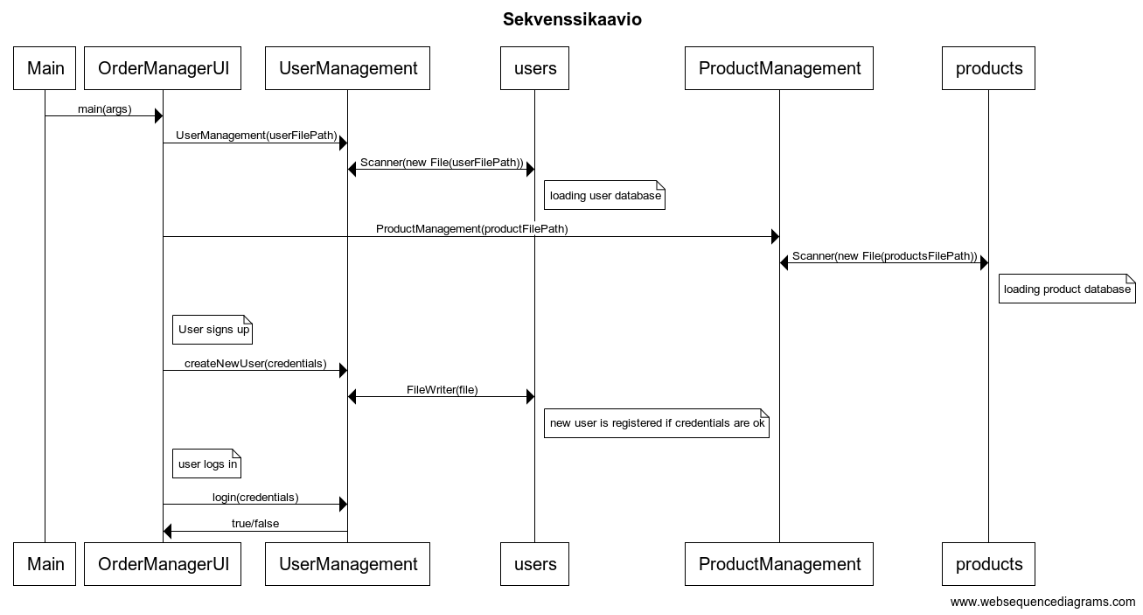 Sekvenssikaavio
Main OrderManagerUI UserManagement users ProductManagement products
main(args)
UserManagement(userFilePath)
Scanner(new File(userFilePath))
loading user database
ProductManagement(productFilePath)
Scanner(new File(productsFilePath))
loading product database
User signs up
createNewUser(credentials)
FileWriter(file)
new user is registered if credentials are ok
user logs in
login(credentials)
true/false
Main OrderManagerUI UserManagement users ProductManagement products
www.websequencediagrams.com